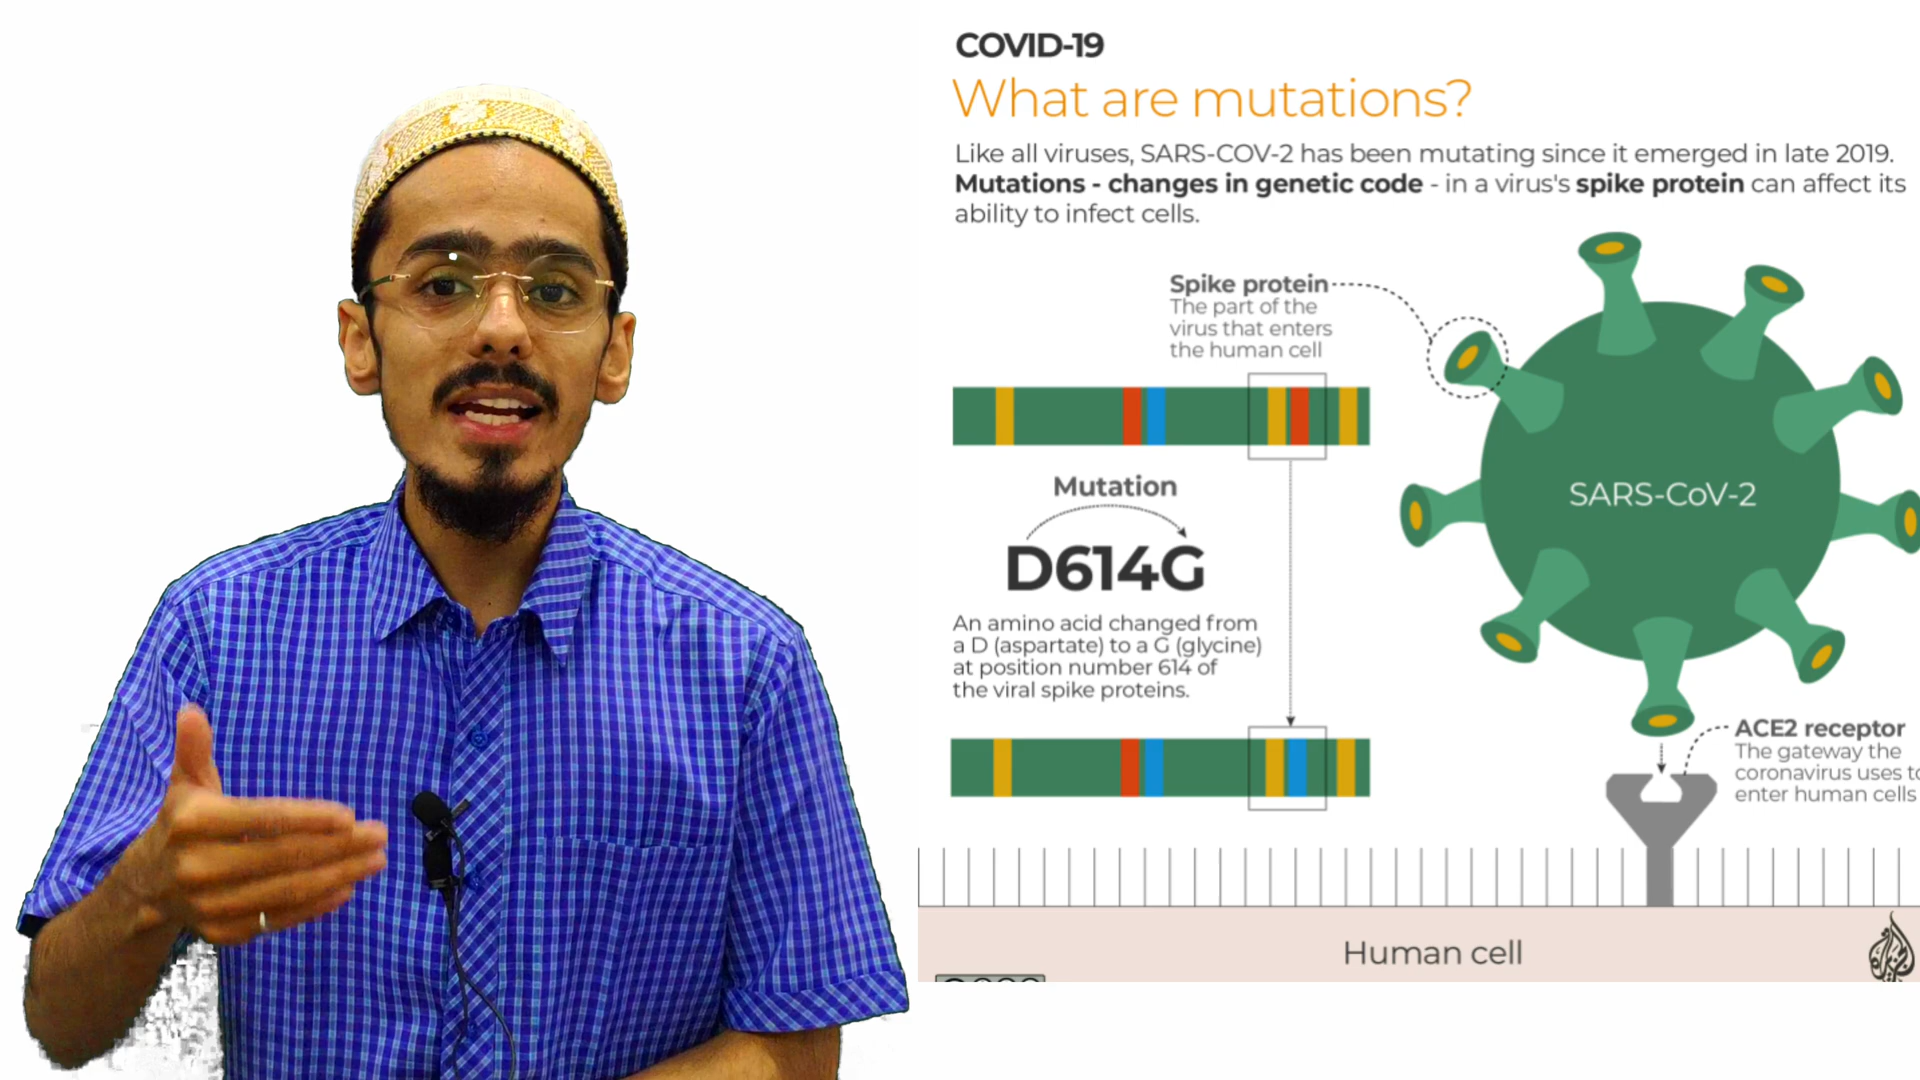 COVID-19
What are mutations?
Like all viruses, SARS-COV-2 has been mutating since it emerged in late 2019.
Mutations - changes in genetic code - in a virus's spike protein can affect its
ability to infect cells.
Spike protein
The part of the
virus that enters
the human cell
Mutation
D614G
An amino acid changed from
a D (aspartate) to a G (glycine)
at position number 614 of
the viral spike proteins.
SARS-CoV-2
ACE2 receptor
The gateway the
coronavirus uses
enter human cells
Human cell